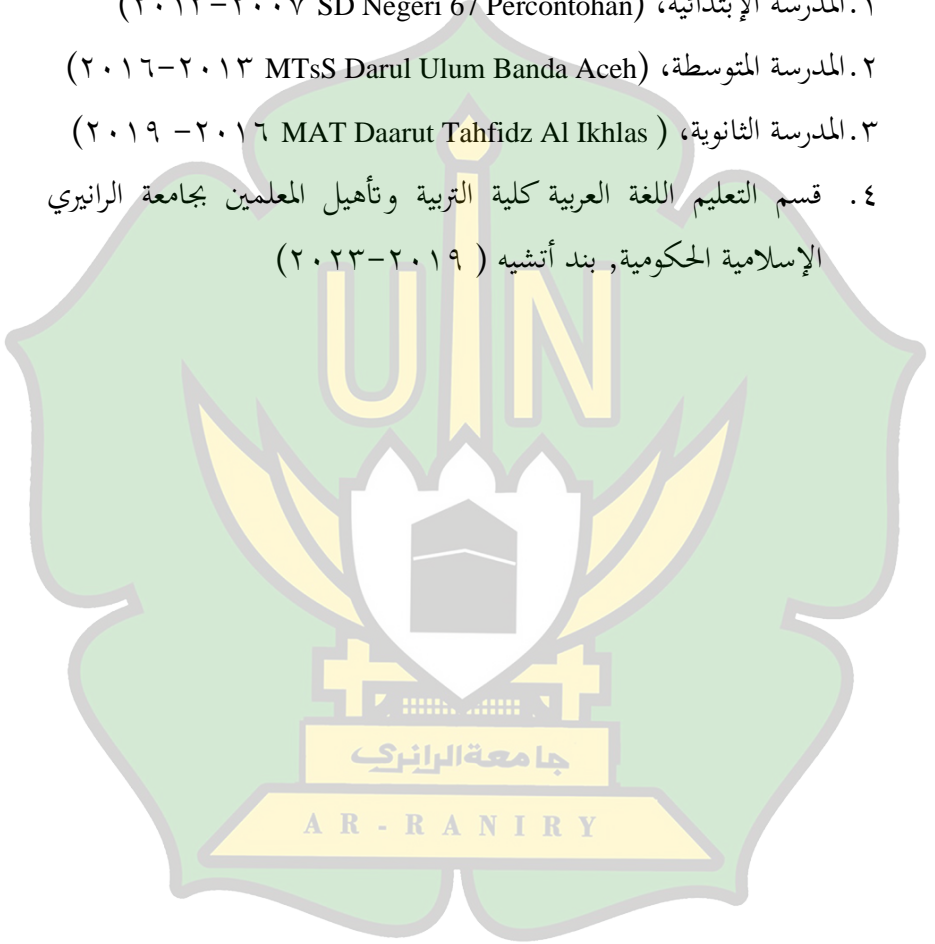 ١.المدرسة الإبتدائية، (SD Negeri 67 Percontohan ٢٠٠٧-٢٠١٢)
٢.المدرسة المتوسطة، (MTsS Darul Ulum Banda Aceh ٢٠١٣-٢٠١٦)
٣.المدرسة الثانوية، ( MAT Daarut Tahfidz Al Ikhlas ٢٠١٦ -٢٠١٩)
٤. قسم التعليم اللغة العربية كلية التربية وتأهيل المعلمين بجامعة الرانيري
الإسلامية الحكومية, بند أتشيه ( ٢٠١٩-٢٠٢٣)
UIN
جامعة الرانري
AR-RANIRY